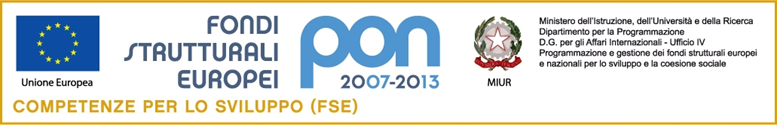 Unione Europea
FONDI
STRUTTURALI
EUROPEI
pon
2007-2013
MIUR
Ministero dell'Istruzione, dell'Università e della Ricerca
Dipartimento per la Programmazione
D.G. per gli Affari Internazionali - Ufficio IV
Programmazione e gestione dei fondi strutturali europei
e nazionali per lo sviluppo e la coesione sociale
COMPETENZE PER LO SVILUPPO (FSE)